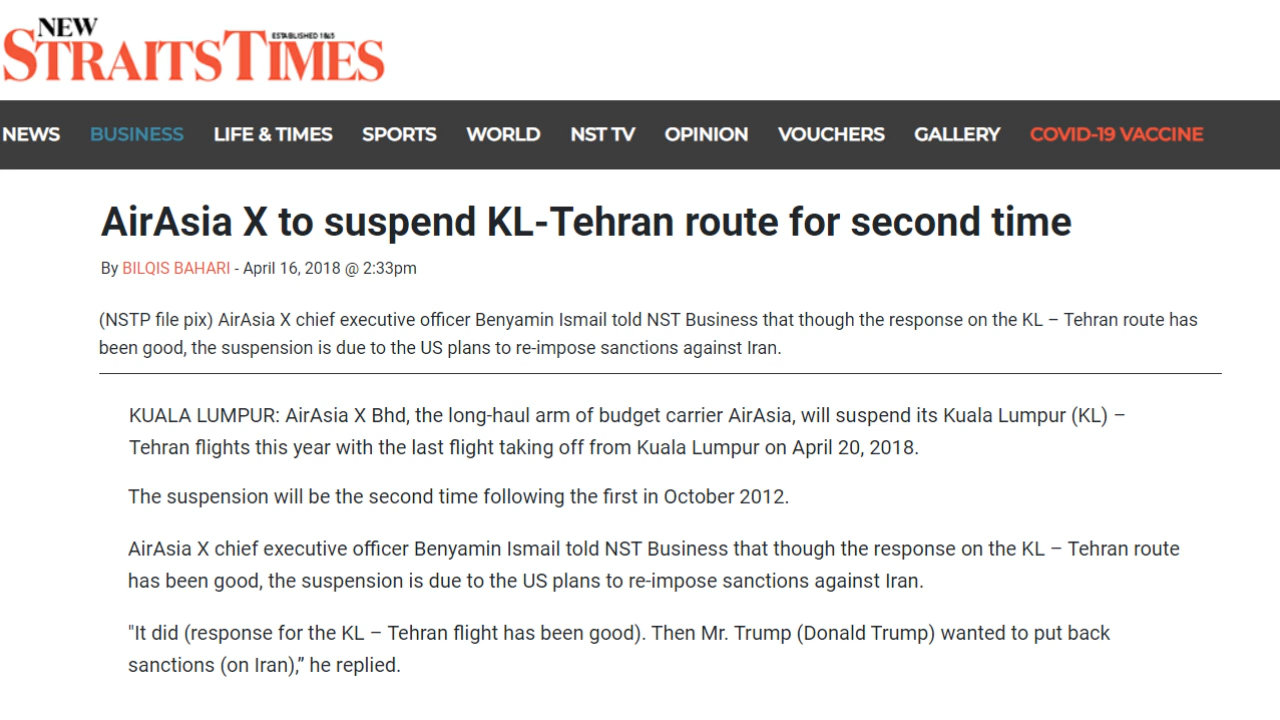 NEW
STRAITS TIMES
ESTABLISHED 1865
NEWS BUSINESS LIFE & TIMES SPORTS WORLD NST TV OPINION VOUCHERS GALLERY COVID-19 VACCINE
AirAsia X to suspend KL-Tehran route for second time
By BILQIS BAHARI - April 16, 2018 @ 2:33pm
(NSTP file pix) AirAsia X chief executive officer Benyamin Ismail told NST Business that though the response on the KL – Tehran route has
been good, the suspension is due to the US plans to re-impose sanctions against Iran.
KUALA LUMPUR: AirAsia X Bhd, the long-haul arm of budget carrier AirAsia, will suspend its Kuala Lumpur (KL) –
Tehran flights this year with the last flight taking off from Kuala Lumpur on April 20, 2018.
The suspension will be the second time following the first in October 2012.
AirAsia X chief executive officer Benyamin Ismail told NST Business that though the response on the KL – Tehran route
has been good, the suspension is due to the US plans to re-impose sanctions against Iran.
"It did (response for the KL – Tehran flight has been good). Then Mr. Trump (Donald Trump) wanted to put back
sanctions (on Iran),” he replied.